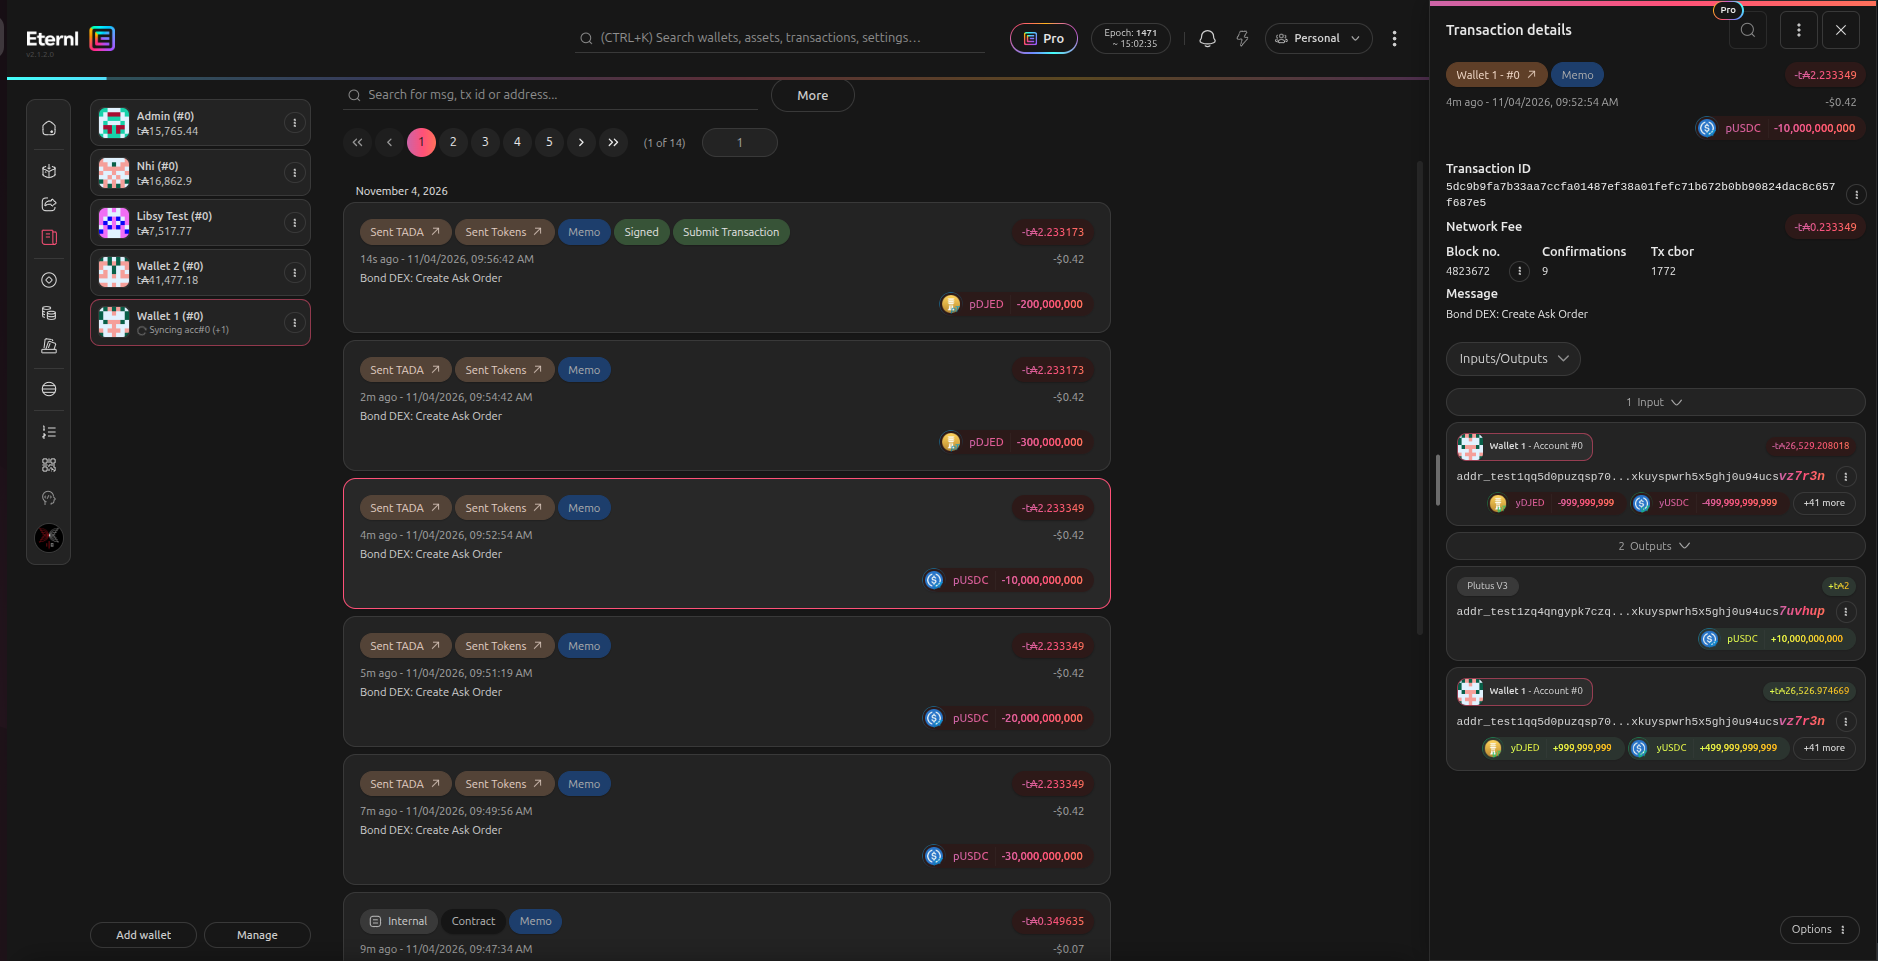 Eternl
v2.1.2.0
(CTRL+K) Search wallets, assets, transactions, settings...
Pro
Epoch: 1471
~ 15:02:35
Personal
Admin (#0)
t₳15,765.44
Nhi (#0)
t₳16,862.9
Libsy Test (#0)
t₳7,517.77
Wallet 2 (#0)
t₳41,477.18
Wallet 1 (#0)
Syncing acc#0 (+1)
Add wallet
Manage
Search for msg, tx id or address...
More
1 2 3 4 5 (1 of 14) 1
November 4, 2026
Sent TADA Sent Tokens Memo Signed Submit Transaction -t₳2.233173
14s ago - 11/04/2026, 09:56:42 AM -$0.42
Bond DEX: Create Ask Order
pDJED -200,000,000
Sent TADA Sent Tokens Memo -t₳2.233173
2m ago - 11/04/2026, 09:54:42 AM -$0.42
Bond DEX: Create Ask Order
pDJED -300,000,000
Sent TADA Sent Tokens Memo -t₳2.233349
4m ago - 11/04/2026, 09:52:54 AM -$0.42
Bond DEX: Create Ask Order
pUSDC -10,000,000,000
Sent TADA Sent Tokens Memo -t₳2.233349
5m ago - 11/04/2026, 09:51:19 AM -$0.42
Bond DEX: Create Ask Order
pUSDC -20,000,000,000
Sent TADA Sent Tokens Memo -t₳2.233349
7m ago - 11/04/2026, 09:49:56 AM -$0.42
Bond DEX: Create Ask Order
pUSDC -30,000,000,000
Internal Contract Memo -t₳0.349635
9m ago - 11/04/2026, 09:47:34 AM -$0.07
Pro
Transaction details
Wallet 1 - #0 Memo -t₳2.233349
4m ago - 11/04/2026, 09:52:54 AM -$0.42
pUSDC -10,000,000,000
Transaction ID
5dc9b9fa7b33aa7ccfa01487ef38a01fefc71b672b0bb90824dac8c657
f687e5
Network Fee -t₳0.233349
Block no. Confirmations Tx cbor
4823672 9 1772
Message
Bond DEX: Create Ask Order
Inputs/Outputs
1 Input
Wallet 1 - Account #0 -t₳26,529.208018
addr_test1qq5d0puzqsp70...xkuyspwrh5x5ghj0u94ucsvz7r3n
yDJED -999,999,999 yUSDC -499,999,999,999 +41 more
2 Outputs
Plutus V3 +t₳2
addr_test1zq4qngypk7czq...xkuyspwrh5x5ghj0u94ucs7uvhup
pUSDC +10,000,000,000
Wallet 1 - Account #0 +t₳26,526.974669
addr_test1qq5d0puzqsp70...xkuyspwrh5x5ghj0u94ucsvz7r3n
yDJED +999,999,999 yUSDC +499,999,999,999 +41 more
Options